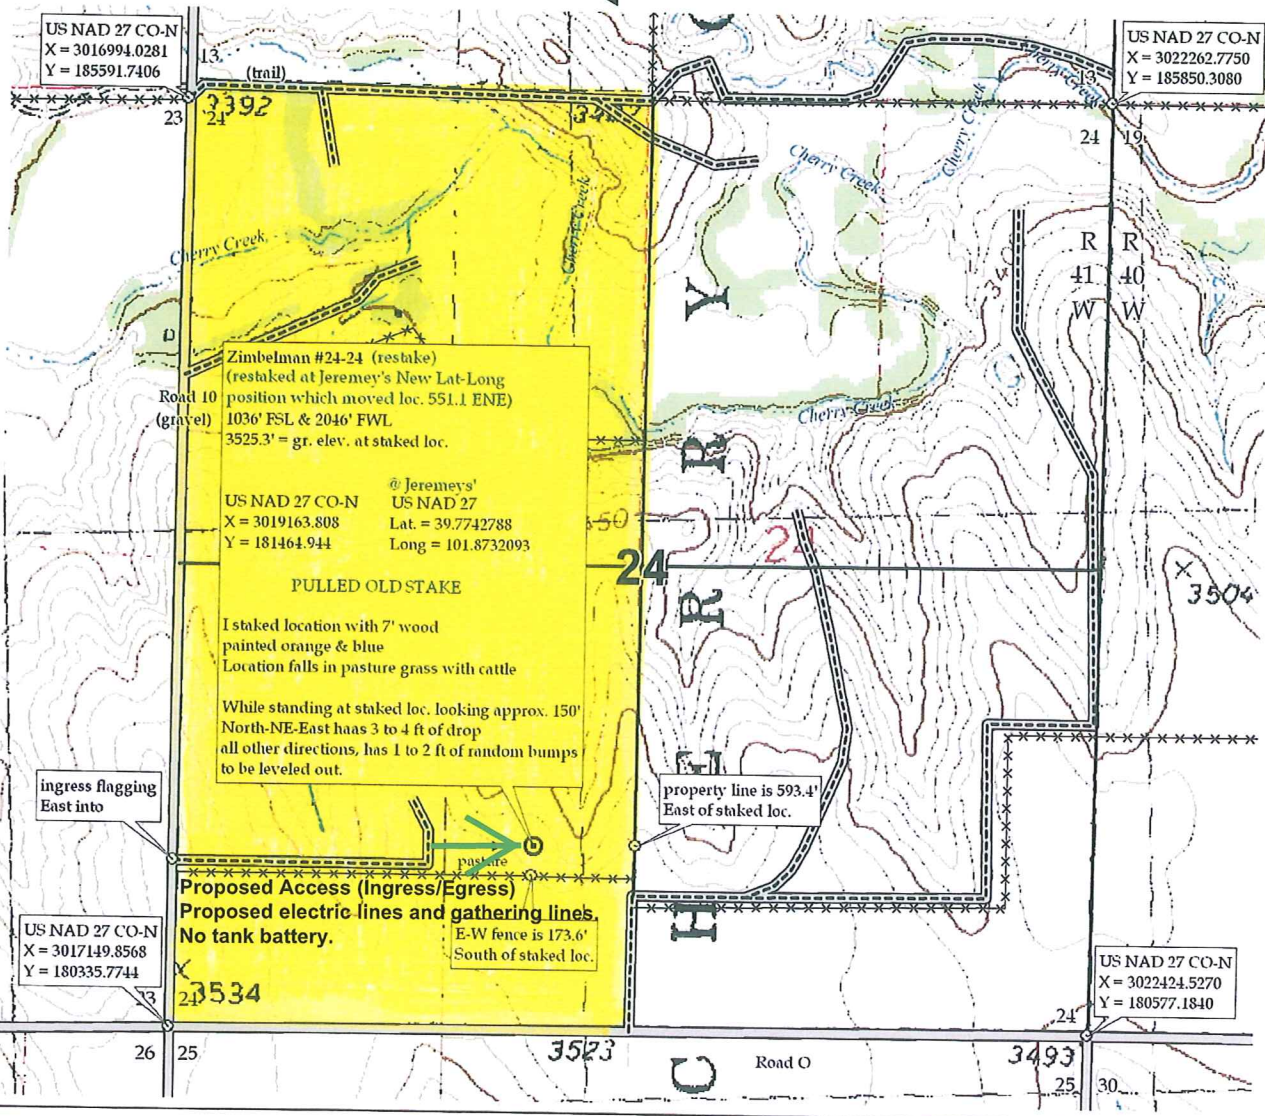 US NAD 27 CO-N
X = 3016994.0281
Y = 185591.7406
US NAD 27 CO-N
X = 3022262.7750
Y = 185850.3080
13
(trail)
13
Cherry Creek
23
24
3392
24
19
Cherry Creek
Cherry Creek
Cherry Creek
Cherry Creek
R
R
41
40
W
W
340
Zimbelman #24-24 (restake)
(restaked at Jeremey's New Lat-Long
position which moved loc. 551.1 ENE)
1036' FSL & 2046' FWL
3525.3' = gr. elev. at staked loc.
Road 10
(gravel)
Cherry Creek
@ Jeremeys'
US NAD 27 CO-N
X = 3019163.808
Y = 181464.944
US NAD 27
Lat. = 39.7742788
Long = 101.8732093
50
24
24
3504
PULLED OLD STAKE
I staked location with 7' wood
painted orange & blue
Location falls in pasture grass with cattle
While standing at staked loc. looking approx. 150'
North-NE-East haas 3 to 4 ft of drop
all other directions, has 1 to 2 ft of random bumps
to be leveled out.
ingress flagging
East into
property line is 593.4'
East of staked loc.
pasture
Proposed Access (Ingress/Egress)
Proposed electric lines and gathering lines.
No tank battery.
E-W fence is 173.6'
South of staked loc.
US NAD 27 CO-N
X = 3017149.8568
Y = 180335.7744
US NAD 27 CO-N
X = 3022424.5270
Y = 180577.1840
23
24
3534
24
26
25
3523
Road O
3493
25
30
C H E R R Y C